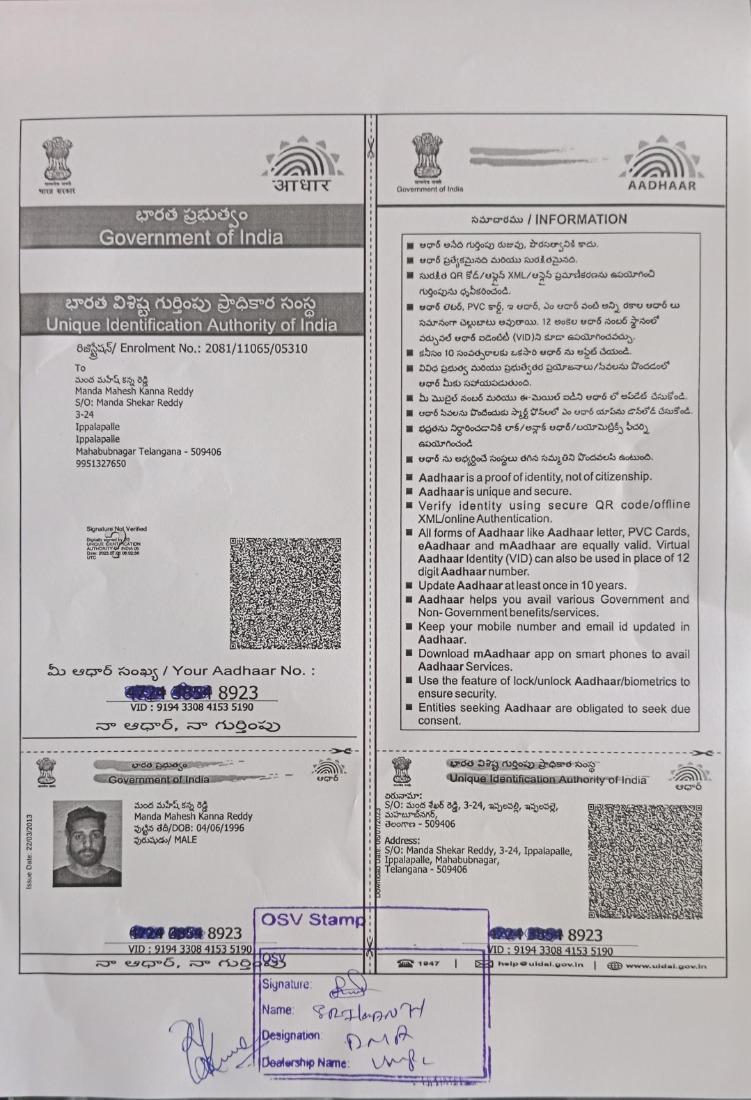 भारत सरकार
आधार
భారత ప్రభుత్వం
Government of India
భారత విశిష్ట గుర్తింపు ప్రాధికార సంస్థ
Unique Identification Authority of India
రిజిస్ట్రేషన్/ Enrolment No.: 2081/11065/05310
To
మంద మహేష్ కన్న రెడ్డి
Manda Mahesh Kanna Reddy
S/O: Manda Shekar Reddy
3-24
Ippalapalle
Ippalapalle
Mahabubnagar Telangana - 509406
9951327650
Signature Not Verified
మీ ఆధార్ సంఖ్య / Your Aadhaar No. :
8923
VID : 9194 3308 4153 5190
నా ఆధార్, నా గుర్తింపు
Government of India
AADHAAR
సమాచారము / INFORMATION
■ ఆధార్ అనేది గుర్తింపు రుజువు, పౌరసత్వానికి కాదు.
■ ఆధార్ ప్రత్యేకమైనది మరియు సురక్షితమైనది.
■ సురక్షిత QR కోడ్/ఆఫ్లైన్ XML/ఆన్లైన్ ప్రమాణీకరణను ఉపయోగించి
గుర్తింపును ధృవీకరించండి.
■ ఆధార్ లెటర్, PVC కార్డ్, ఇ ఆధార్, ఎం ఆధార్ వంటి అన్ని రకాల ఆధార్ లు
సమానంగా చెల్లుబాటు అవుతాయి. 12 అంకెల ఆధార్ నంబర్ స్థానంలో
వర్చువల్ ఆధార్ ఐడెంటిటీ (VID)ని కూడా ఉపయోగించవచ్చు.
■ కనీసం 10 సంవత్సరాలకు ఒకసారి ఆధార్ ను అప్డేట్ చేయండి.
■ వివిధ ప్రభుత్వ మరియు ప్రభుత్వేతర ప్రయోజనాలు/సేవలను పొందడంలో
ఆధార్ మీకు సహాయపడుతుంది.
■ మీ మొబైల్ నంబర్ మరియు ఈ-మెయిల్ ఐడిని ఆధార్ లో అప్‌డేట్ చేసుకోండి.
■ ఆధార్ సేవలను పొందేందుకు స్మార్ట్ ఫోన్‌లలో ఎం ఆధార్ యాప్‌ను డౌన్‌లోడ్ చేసుకోండి.
■ భద్రతను నిర్ధారించడానికి లాక్/అన్లాక్ ఆధార్/బయోమెట్రిక్స్ ఫీచర్ని
ఉపయోగించండి
■ ఆధార్ ను అభ్యర్థించే సంస్థలు తగిన సమ్మతిని పొందవలసి ఉంటుంది.
■ Aadhaar is a proof of identity, not of citizenship.
■ Aadhaar is unique and secure.
■ Verify identity using secure QR code/offline
XML/online Authentication.
■ All forms of Aadhaar like Aadhaar letter, PVC Cards,
eAadhaar and mAadhaar are equally valid. Virtual
Aadhaar Identity (VID) can also be used in place of 12
digit Aadhaar number.
■ Update Aadhaar at least once in 10 years.
■ Aadhaar helps you avail various Government and
Non- Government benefits/services.
■ Keep your mobile number and email id updated in
Aadhaar.
■ Download mAadhaar app on smart phones to avail
Aadhaar Services.
■ Use the feature of lock/unlock Aadhaar/biometrics to
ensure security.
■ Entities seeking Aadhaar are obligated to seek due
consent.
భారత ప్రభుత్వం
Government of India
ఆధార్
Issue Date: 22/03/2013
మంద మహేష్ కన్న రెడ్డి
Manda Mahesh Kanna Reddy
పుట్టిన తేదీ/DOB: 04/06/1996
పురుషుడు/ MALE
8923
VID : 9194 3308 4153 5190
నా ఆధార్, నా గుర్తింపు
భారత విశిష్ట గుర్తింపు ప్రాధికార సంస్థ
Unique Identification Authority of India
ఆధార్
చిరునామా:
S/O: మంద శేఖర్ రెడ్డి, 3-24, ఇప్పలపల్లి, ఇప్పలపల్లె,
మహబూబ్‌నగర్,
తెలంగాణ - 509406
Address:
S/O: Manda Shekar Reddy, 3-24, Ippalapalle,
Ippalapalle, Mahabubnagar,
Telangana - 509406
8923
VID : 9194 3308 4153 5190
1947 | help@uidai.gov.in | www.uidai.gov.in
OSV Stamp
OSV
Signature:
Name:
Designation: DMA
Dealership Name: